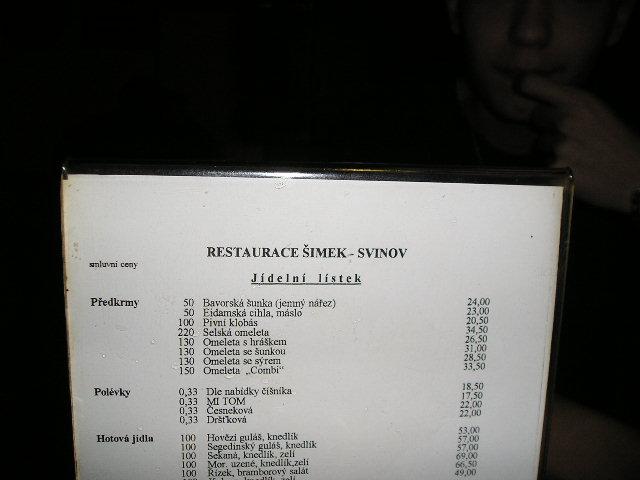 RESTAURACE ŠIMEK - SVINOV
smluvní ceny
Jídelní lístek
Předkrmy 50 Bavorská šunka (jemný nářez) 24,00
50 Eidamská cihla, máslo 23,00
100 Pivní klobás 20,50
220 Selská omeleta 34,50
130 Omeleta s hráškem 26,50
130 Omeleta se šunkou 31,00
130 Omeleta se sýrem 28,50
150 Omeleta „Combi“ 33,50
Polévky 0,33 Dle nabídky číšníka 18,50
0,33 MI TOM 17,50
0,33 Česneková 22,00
0,33 Dršťková 22,00
Hotová jídla 100 Hovězí guláš, knedlík 53,00
100 Segedínský guláš, knedlík 57,00
100 Sekaná, knedlík, zelí 57,00
100 Mor. uzené, knedlík,zelí 69,00
100 Řízek, bramborový salát 66,50
knedlík, zelí 49,00